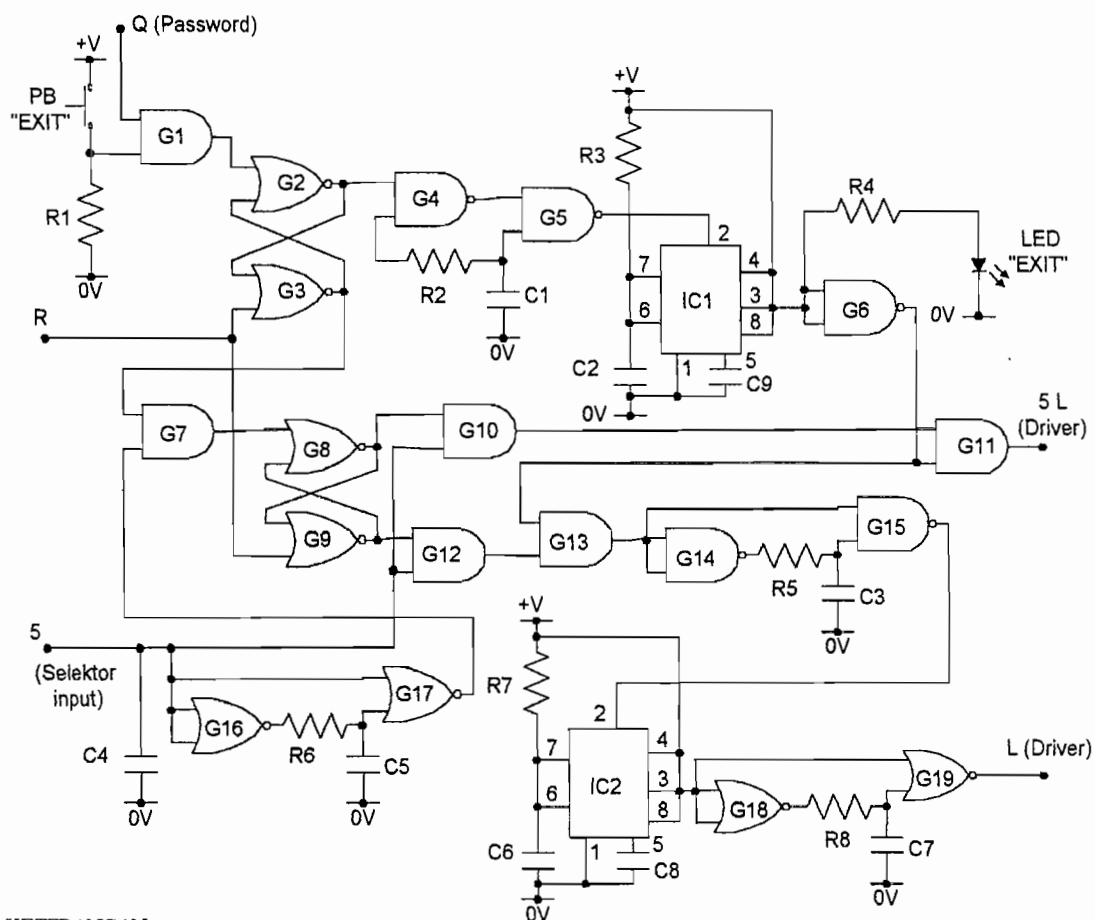 Q (Password)
+V
PB
"EXIT"
G1
R1
0V
G2
G3
R
G4
G5
R2
C1
0V
+V
R3
7
6
2
4
3
8
IC1
1
5
C2
C9
0V
R4
LED
"EXIT"
0V
G6
G7
G8
G9
G10
5 L
(Driver)
G11
G12
G13
G14
G15
R5
C3
0V
5
(Selektor
input)
G16
R6
G17
C4
C5
0V
0V
+V
R7
2
7
6
4
3
8
IC2
1
5
C6
C8
0V
G18
R8
G19
C7
0V
L (Driver)